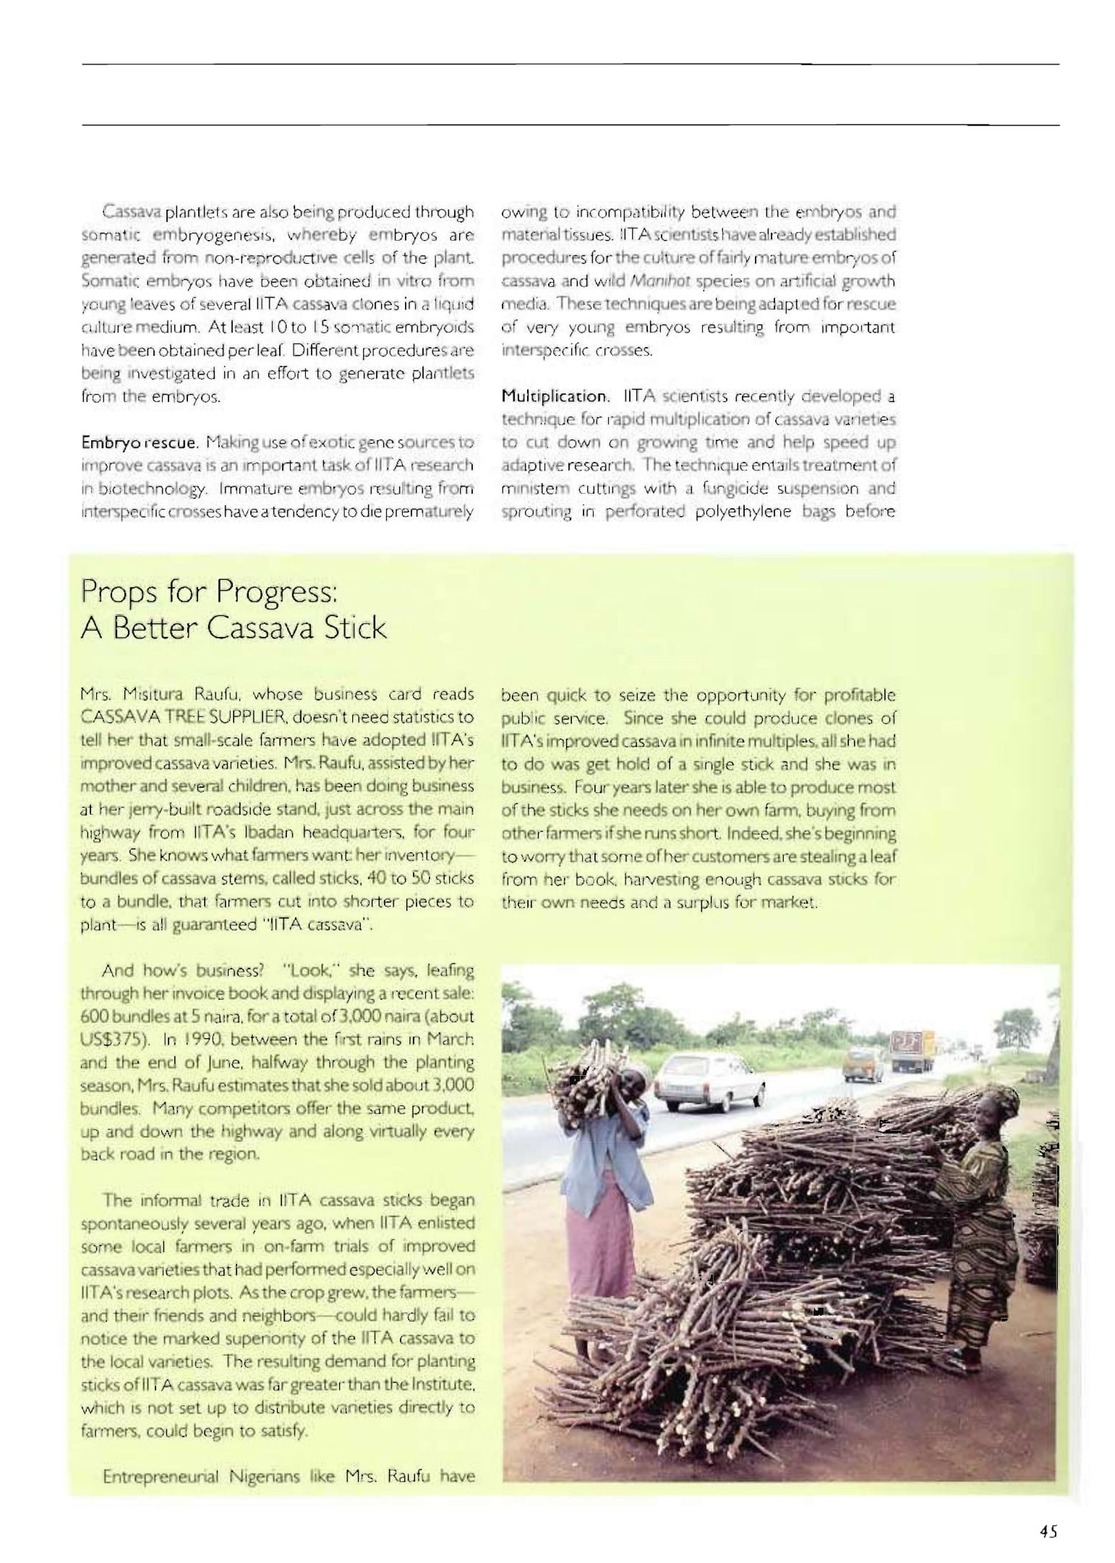 Cassava plantlets are also being produced through
somatic embryogenesis, whereby embryos are
generated from non-reproductive cells of the plant.
Somatic embryos have been obtained in vitro from
young leaves of several IITA cassava clones in a liquid
culture medium. At least 10 to 15 somatic embryoids
have been obtained per leaf. Different procedures are
being investigated in an effort to generate plantlets
from the embryos.
Embryo rescue. Making use of exotic gene sources to
improve cassava is an important task of IITA research
in biotechnology. Immature embryos resulting from
interspecific crosses have a tendency to die prematurely
owing to incompatibility between the embryos and
material tissues. IITA scientists have already established
procedures for the culture of fairly mature embryos of
cassava and wild Manihot species on artificial growth
media. These techniques are being adapted for rescue
of very young embryos resulting from important
interspecific crosses.
Multiplication. IITA scientists recently developed a
technique for rapid multiplication of cassava varieties
to cut down on growing time and help speed up
adaptive research. The technique entails treatment of
ministem cuttings with a fungicide suspension and
sprouting in perforated polyethylene bags before
Props for Progress:
A Better Cassava Stick
Mrs. Misitura Raufu, whose business card reads
CASSAVA TREE SUPPLIER, doesn't need statistics to
tell her that small-scale farmers have adopted IITA's
improved cassava varieties. Mrs. Raufu, assisted by her
mother and several children, has been doing business
at her jerry-built roadside stand, just across the main
highway from IITA's Ibadan headquarters, for four
years. She knows what farmers want: her inventory—
bundles of cassava stems, called sticks, 40 to 50 sticks
to a bundle, that farmers cut into shorter pieces to
plant—is all guaranteed "IITA cassava".
And how's business? "Look," she says, leafing
through her invoice book and displaying a recent sale:
600 bundles at 5 naira, for a total of 3,000 naira (about
US$375). In 1990, between the first rains in March
and the end of June, halfway through the planting
season, Mrs. Raufu estimates that she sold about 3,000
bundles. Many competitors offer the same product,
up and down the highway and along virtually every
back road in the region.
The informal trade in IITA cassava sticks began
spontaneously several years ago, when IITA enlisted
some local farmers in on-farm trials of improved
cassava varieties that had performed especially well on
IITA's research plots. As the crop grew, the farmers—
and their friends and neighbors—could hardly fail to
notice the marked superiority of the IITA cassava to
the local varieties. The resulting demand for planting
sticks of IITA cassava was far greater than the Institute,
which is not set up to distribute varieties directly to
farmers, could begin to satisfy.
Entrepreneurial Nigerians like Mrs. Raufu have
been quick to seize the opportunity for profitable
public service. Since she could produce clones of
IITA's improved cassava in infinite multiples, all she had
to do was get hold of a single stick and she was in
business. Four years later she is able to produce most
of the sticks she needs on her own farm, buying from
other farmers if she runs short. Indeed, she's beginning
to worry that some of her customers are stealing a leaf
from her book, harvesting enough cassava sticks for
their own needs and a surplus for market.
45